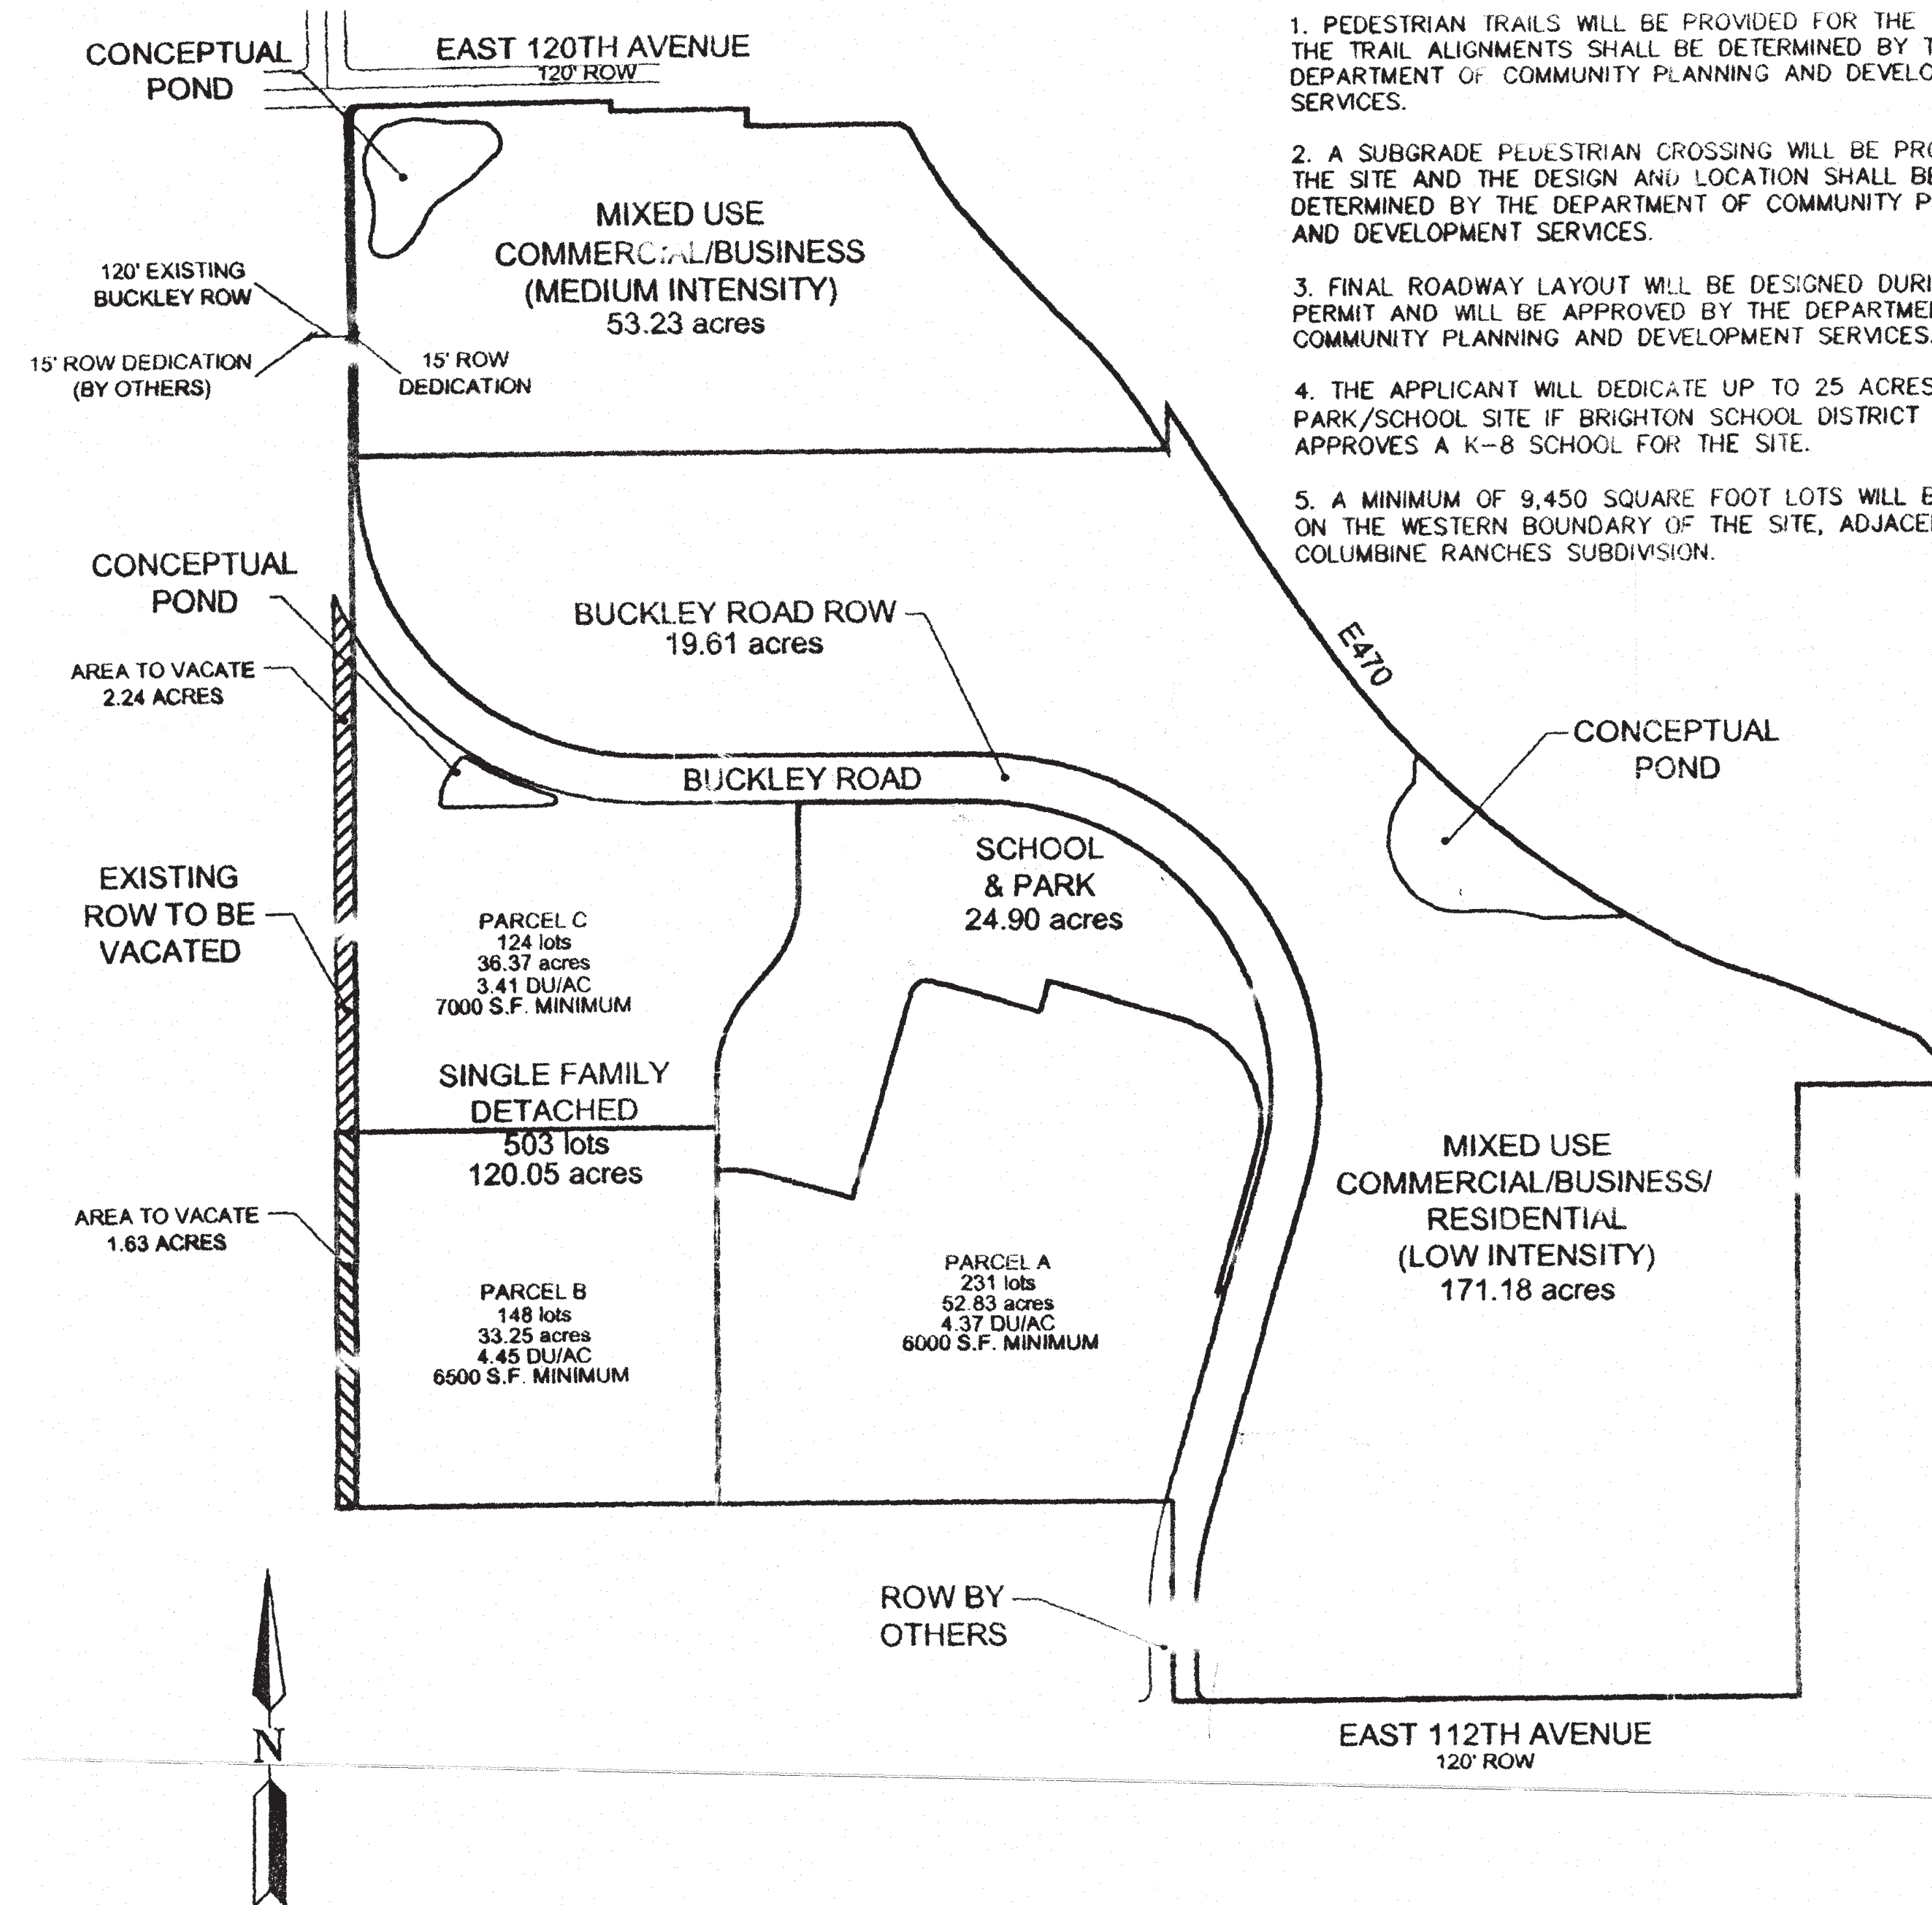 CONCEPTUAL
POND
EAST 120TH AVENUE
120' ROW
MIXED USE
COMMERCIAL/BUSINESS
(MEDIUM INTENSITY)
53.23 acres
120' EXISTING
BUCKLEY ROW
15' ROW DEDICATION
(BY OTHERS)
15' ROW
DEDICATION
1. PEDESTRIAN TRAILS WILL BE PROVIDED FOR THE
THE TRAIL ALIGNMENTS SHALL BE DETERMINED BY
DEPARTMENT OF COMMUNITY PLANNING AND DEVELO
SERVICES.
2. A SUBGRADE PEDESTRIAN CROSSING WILL BE PRO
THE SITE AND THE DESIGN AND LOCATION SHALL BE
DETERMINED BY THE DEPARTMENT OF COMMUNITY P
AND DEVELOPMENT SERVICES.
3. FINAL ROADWAY LAYOUT WILL BE DESIGNED DURI
PERMIT AND WILL BE APPROVED BY THE DEPARTME
COMMUNITY PLANNING AND DEVELOPMENT SERVICES.
4. THE APPLICANT WILL DEDICATE UP TO 25 ACRES
PARK/SCHOOL SITE IF BRIGHTON SCHOOL DISTRICT
APPROVES A K-8 SCHOOL FOR THE SITE.
5. A MINIMUM OF 9,450 SQUARE FOOT LOTS WILL B
ON THE WESTERN BOUNDARY OF THE SITE, ADJACE
COLUMBINE RANCHES SUBDIVISION.
CONCEPTUAL
POND
AREA TO VACATE
2.24 ACRES
BUCKLEY ROAD ROW
19.61 acres
E470
CONCEPTUAL
POND
BUCKLEY ROAD
SCHOOL
& PARK
24.90 acres
EXISTING
ROW TO BE
VACATED
PARCEL C
124 lots
36.37 acres
3.41 DU/AC
7000 S.F. MINIMUM
SINGLE FAMILY
DETACHED
503 lots
120.05 acres
AREA TO VACATE
1.63 ACRES
PARCEL B
148 lots
33.25 acres
4.45 DU/AC
6500 S.F. MINIMUM
PARCEL A
231 lots
52.83 acres
4.37 DU/AC
6000 S.F. MINIMUM
MIXED USE
COMMERCIAL/BUSINESS/
RESIDENTIAL
(LOW INTENSITY)
171.18 acres
ROW BY
OTHERS
EAST 112TH AVENUE
120' ROW
N